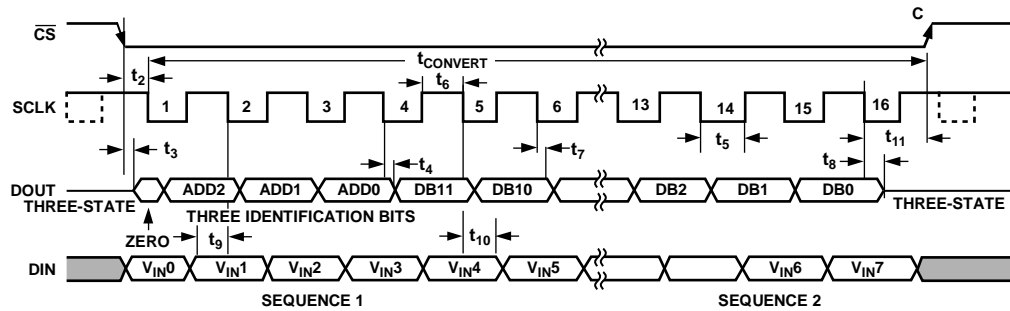 CS C
t2 tCONVERT t6
SCLK 1 2 3 4 5 6 13 14 15 16
t3 t4 t7 t5 t8 t11
DOUT ADD2 ADD1 ADD0 DB11 DB10 DB2 DB1 DB0
THREE-STATE THREE IDENTIFICATION BITS THREE-STATE
ZERO t9 t10
DIN VIN0 VIN1 VIN2 VIN3 VIN4 VIN5 VIN6 VIN7
SEQUENCE 1 SEQUENCE 2